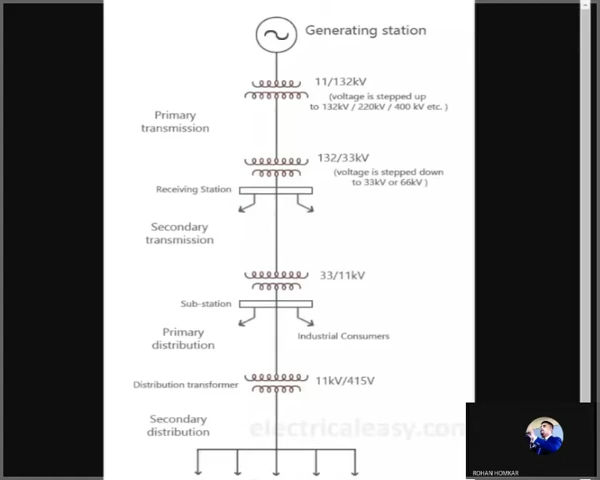 Generating station
11/132kV
(voltage is stepped up
to 132kV / 220kV / 400 kV etc. )
Primary
transmission
132/33kV
(voltage is stepped down
to 33kV or 66kV )
Receiving Station
Secondary
transmission
33/11kV
Sub-station
Primary
distribution
Industrial Consumers
Distribution transformer
11kV/415V
Secondary
distribution
electricaleasy.com
ROHAN HOMKAR